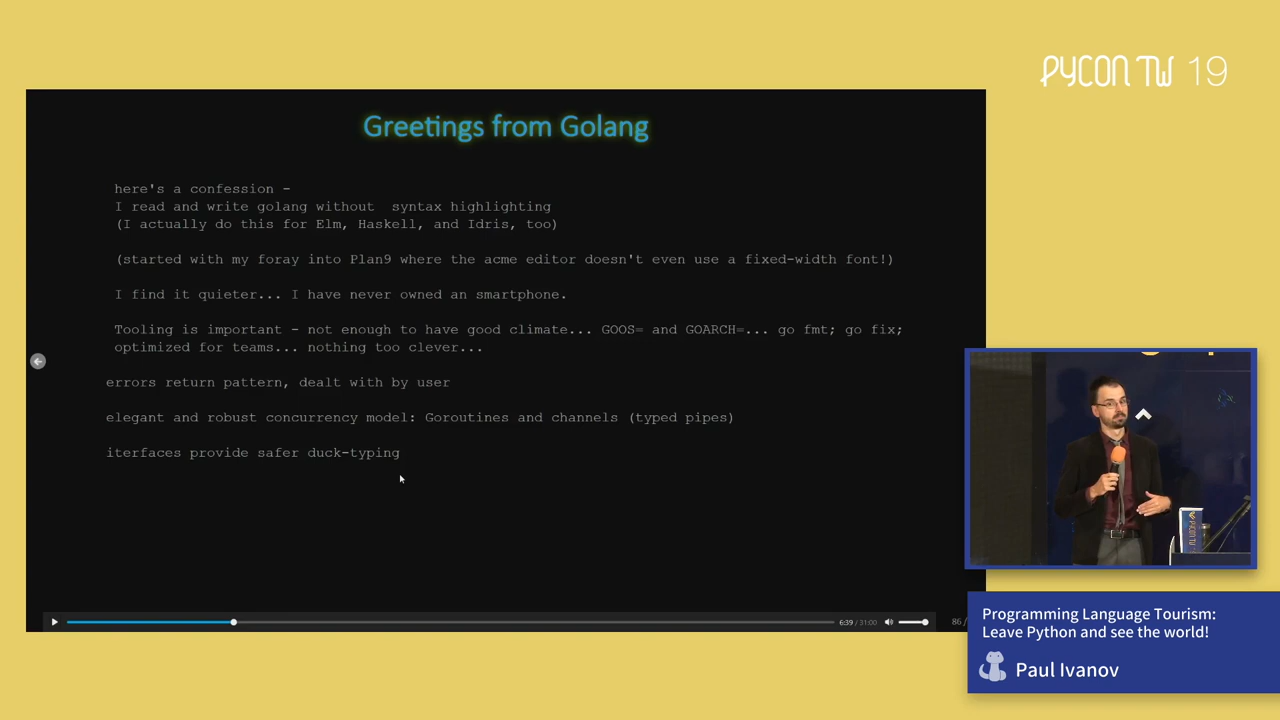 PYCON TW 19
Greetings from Golang
here's a confession -
I read and write golang without  syntax highlighting
(I actually do this for Elm, Haskell, and Idris, too)
(started with my foray into Plan9 where the acme editor doesn't even use a fixed-width font!)
I find it quieter... I have never owned an smartphone.
Tooling is important - not enough to have good climate... GOOS= and GOARCH=... go fmt; go fix;
optimized for teams... nothing too clever...
errors return pattern, dealt with by user
elegant and robust concurrency model: Goroutines and channels (typed pipes)
iterfaces provide safer duck-typing
6:39 / 31:00
86/
PYCON TW
Programming Language Tourism:
Leave Python and see the world!
Paul Ivanov